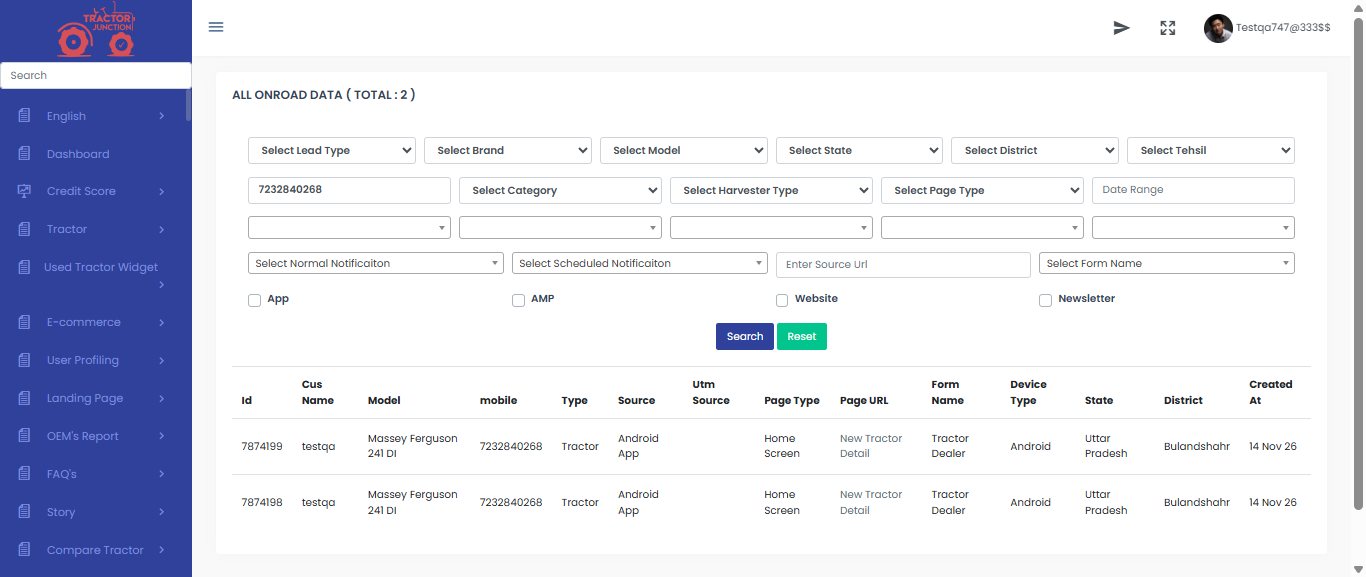 TRACTOR
JUNCTION
Search
English
Dashboard
Credit Score
Tractor
Used Tractor Widget
E-commerce
User Profiling
Landing Page
OEM's Report
FAQ's
Story
Compare Tractor
Testqa747@333$$
ALL ONROAD DATA ( TOTAL : 2 )
Select Lead Type Select Brand Select Model Select State Select District Select Tehsil
7232840268 Select Category Select Harvester Type Select Page Type Date Range
Select Normal Notificaiton Select Scheduled Notificaiton Enter Source Url Select Form Name
App AMP Website Newsletter
Search Reset
Id Cus Name Model mobile Type Source Utm Source Page Type Page URL Form Name Device Type State District Created At
7874199 testqa Massey Ferguson 241 DI 7232840268 Tractor Android App Home Screen New Tractor Detail Tractor Dealer Android Uttar Pradesh Bulandshahr 14 Nov 26
7874198 testqa Massey Ferguson 241 DI 7232840268 Tractor Android App Home Screen New Tractor Detail Tractor Dealer Android Uttar Pradesh Bulandshahr 14 Nov 26